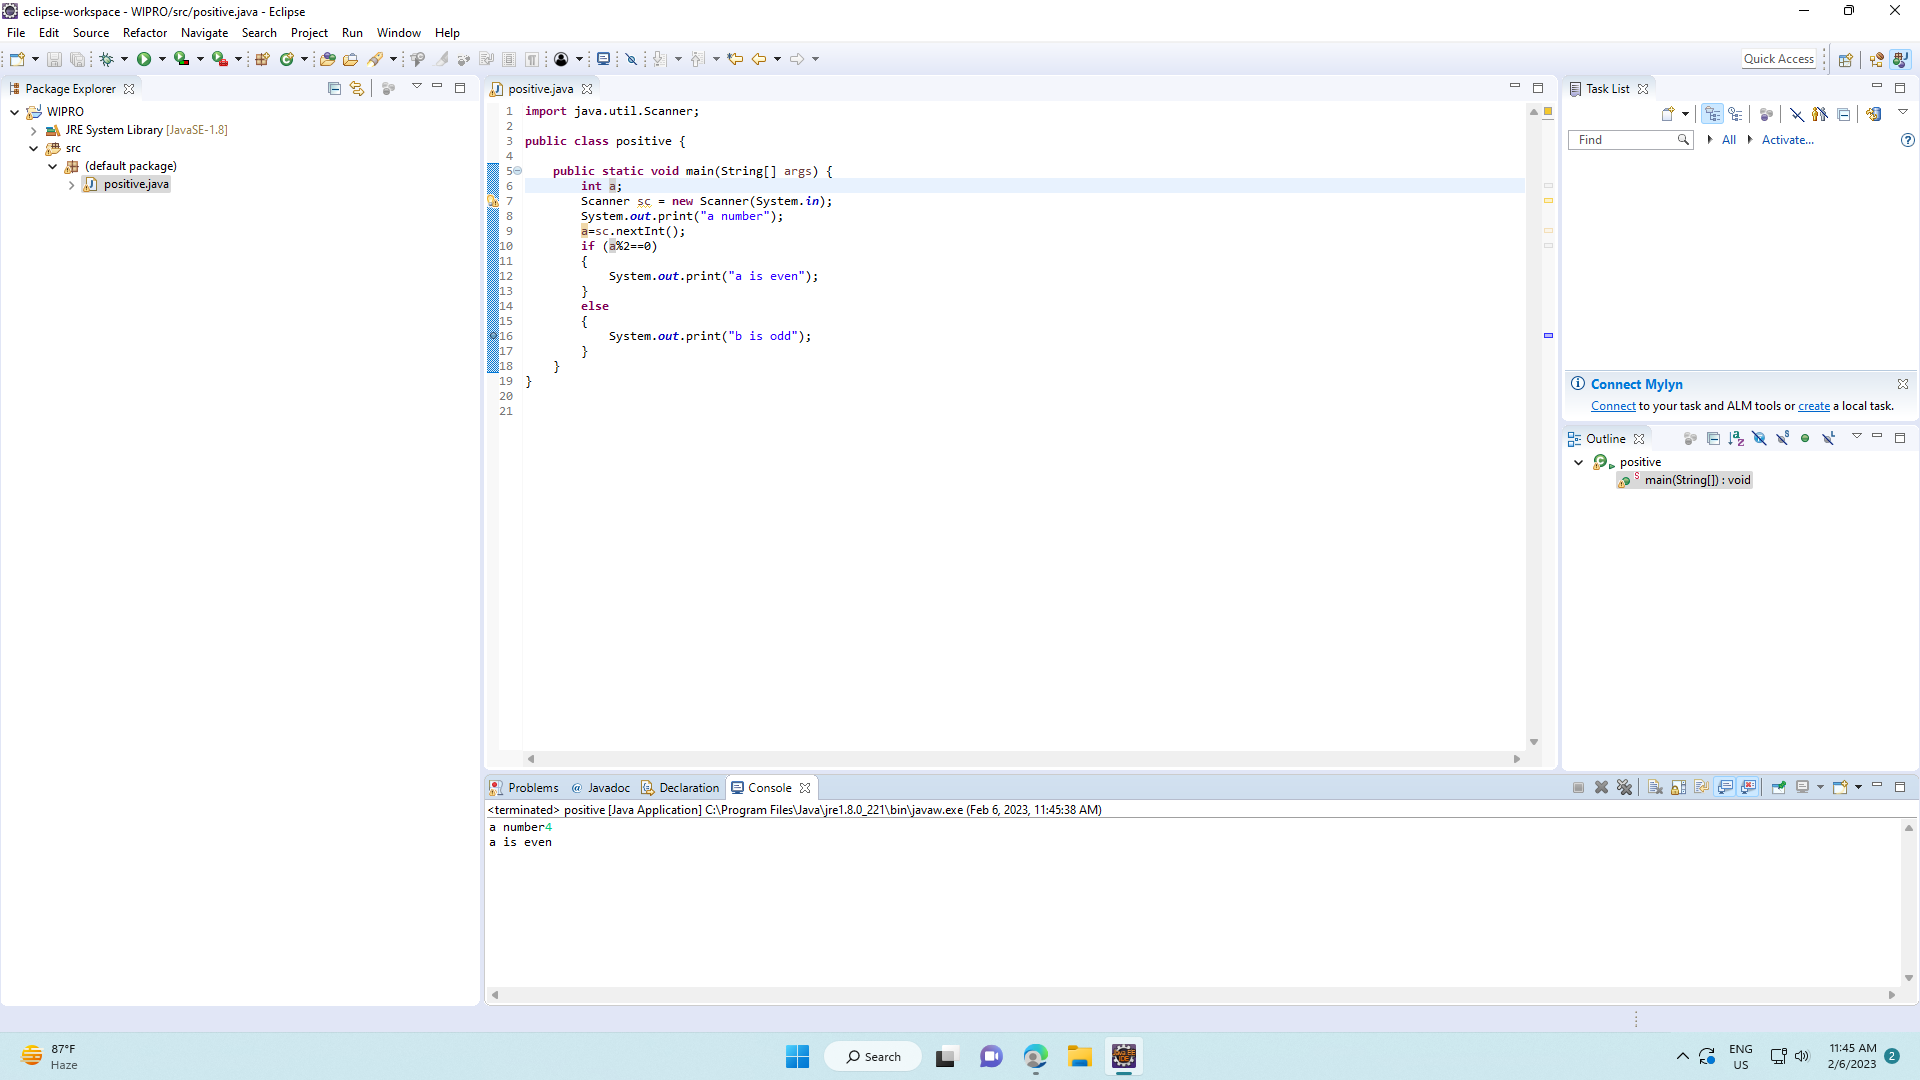 eclipse-workspace - WIPRO/src/positive.java - Eclipse
File Edit Source Refactor Navigate Search Project Run Window Help
Quick Access
Package Explorer
WIPRO
JRE System Library [JavaSE-1.8]
src
(default package)
positive.java
positive.java
1 import java.util.Scanner;
2
3 public class positive {
4
5 public static void main(String[] args) {
6 int a;
7 Scanner sc = new Scanner(System.in);
8 System.out.print("a number");
9 a=sc.nextInt();
10 if (a%2==0)
11 {
12 System.out.print("a is even");
13 }
14 else
15 {
16 System.out.print("b is odd");
17 }
18 }
19 }
20
21
Task List
Find All Activate...
Connect Mylyn
Connect to your task and ALM tools or create a local task.
Outline
positive
main(String[]) : void
Problems @ Javadoc Declaration Console
<terminated> positive [Java Application] C:\Program Files\Java\jre1.8.0_221\bin\javaw.exe (Feb 6, 2023, 11:45:38 AM)
a number4
a is even
87°F
Haze
Search
ENG
US
11:45 AM
2/6/2023
2